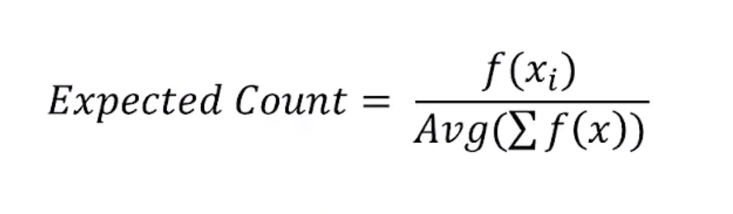 Expected Count = f(x_i) / Avg(∑ f(x))